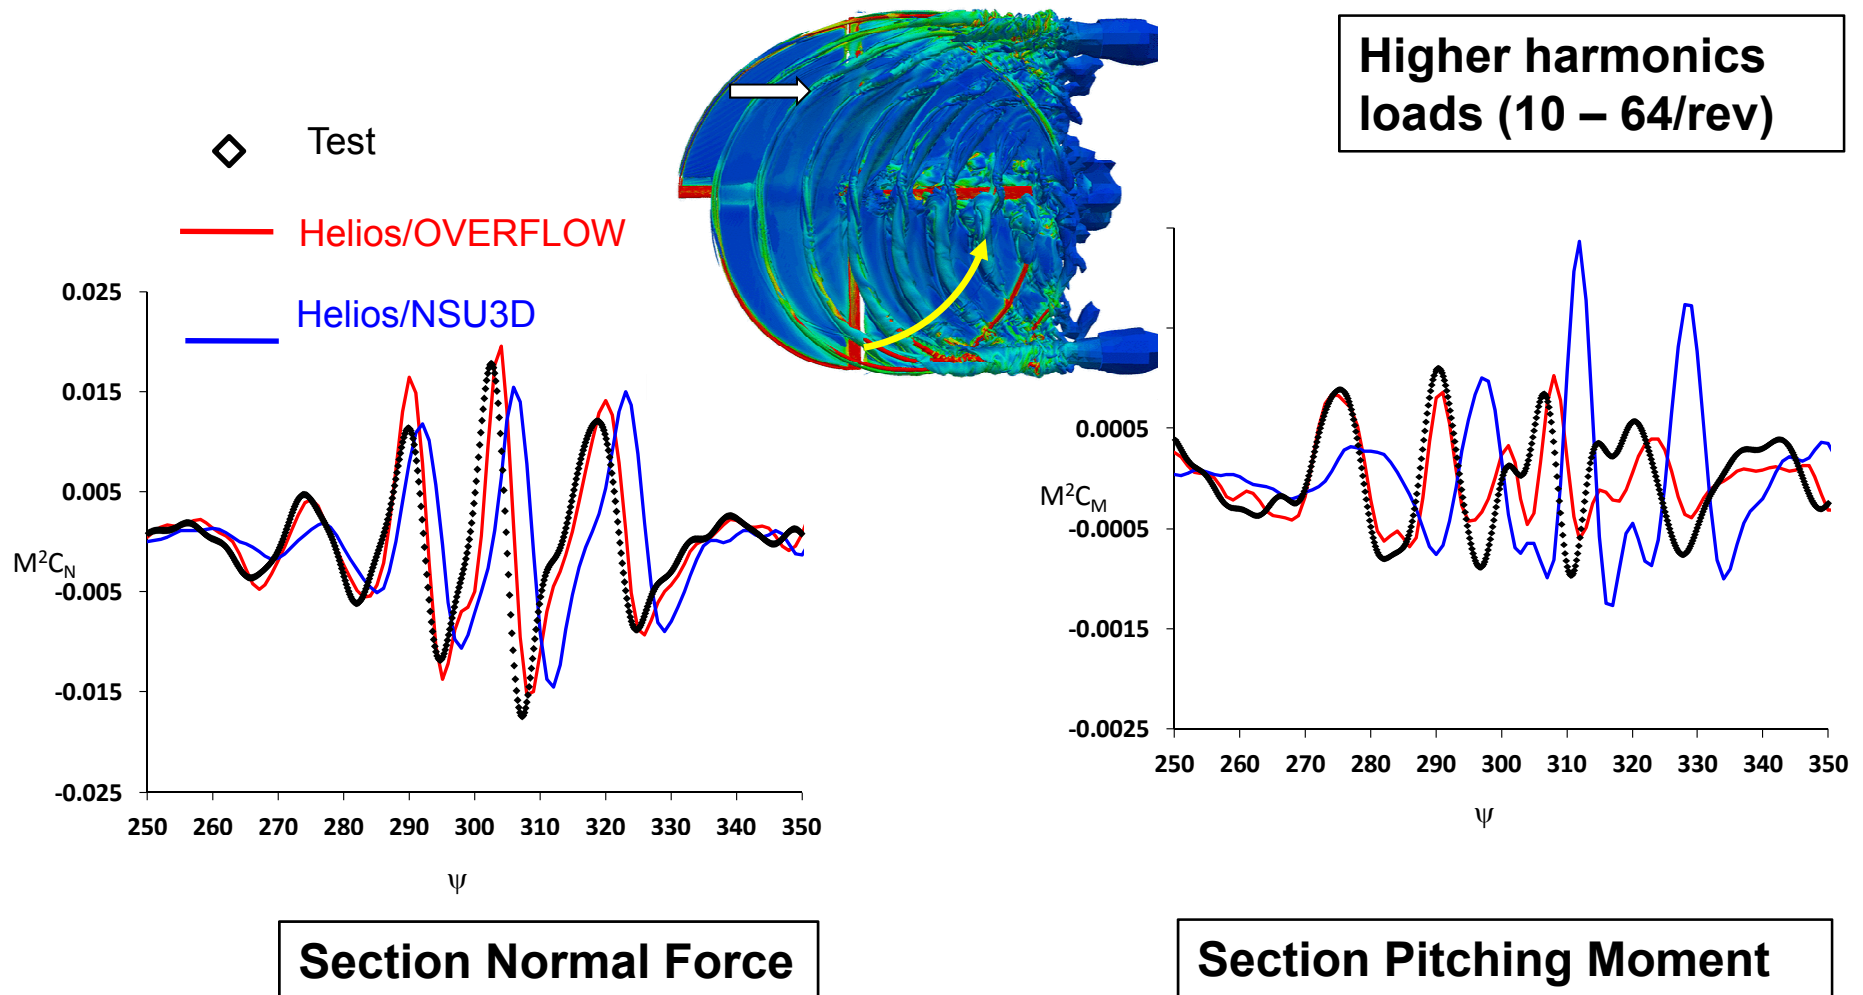 Higher harmonics
loads (10 – 64/rev)
Test
Helios/OVERFLOW
Helios/NSU3D
0.025
0.015
0.005
M²C_N
-0.005
-0.015
-0.025
250 260 270 280 290 300 310 320 330 340 350
ψ
Section Normal Force
0.0005
M²C_M
-0.0005
-0.0015
-0.0025
250 260 270 280 290 300 310 320 330 340 350
ψ
Section Pitching Moment